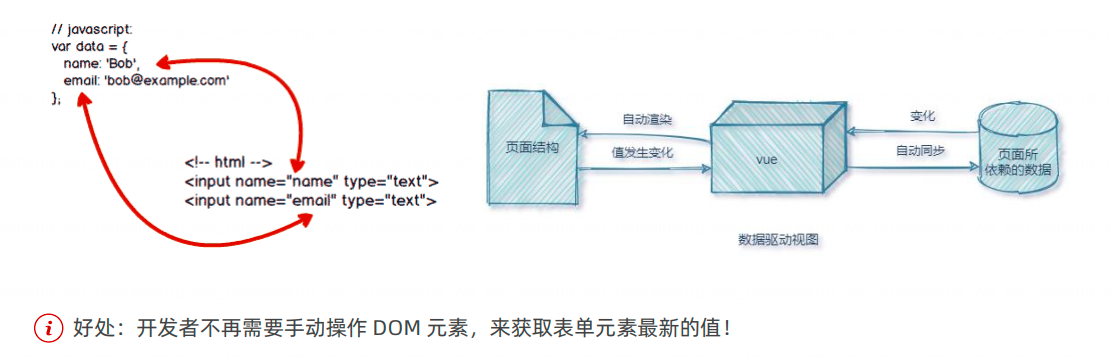 // javascript:
var data = {
name: 'Bob',
email: 'bob@example.com'
};
<!-- html -->
<input name="name" type="text">
<input name="email" type="text">
页面结构
自动渲染
值发生变化
vue
变化
自动同步
页面所
依赖的数据
数据驱动视图
好处：开发者不再需要手动操作 DOM 元素，来获取表单元素最新的值！